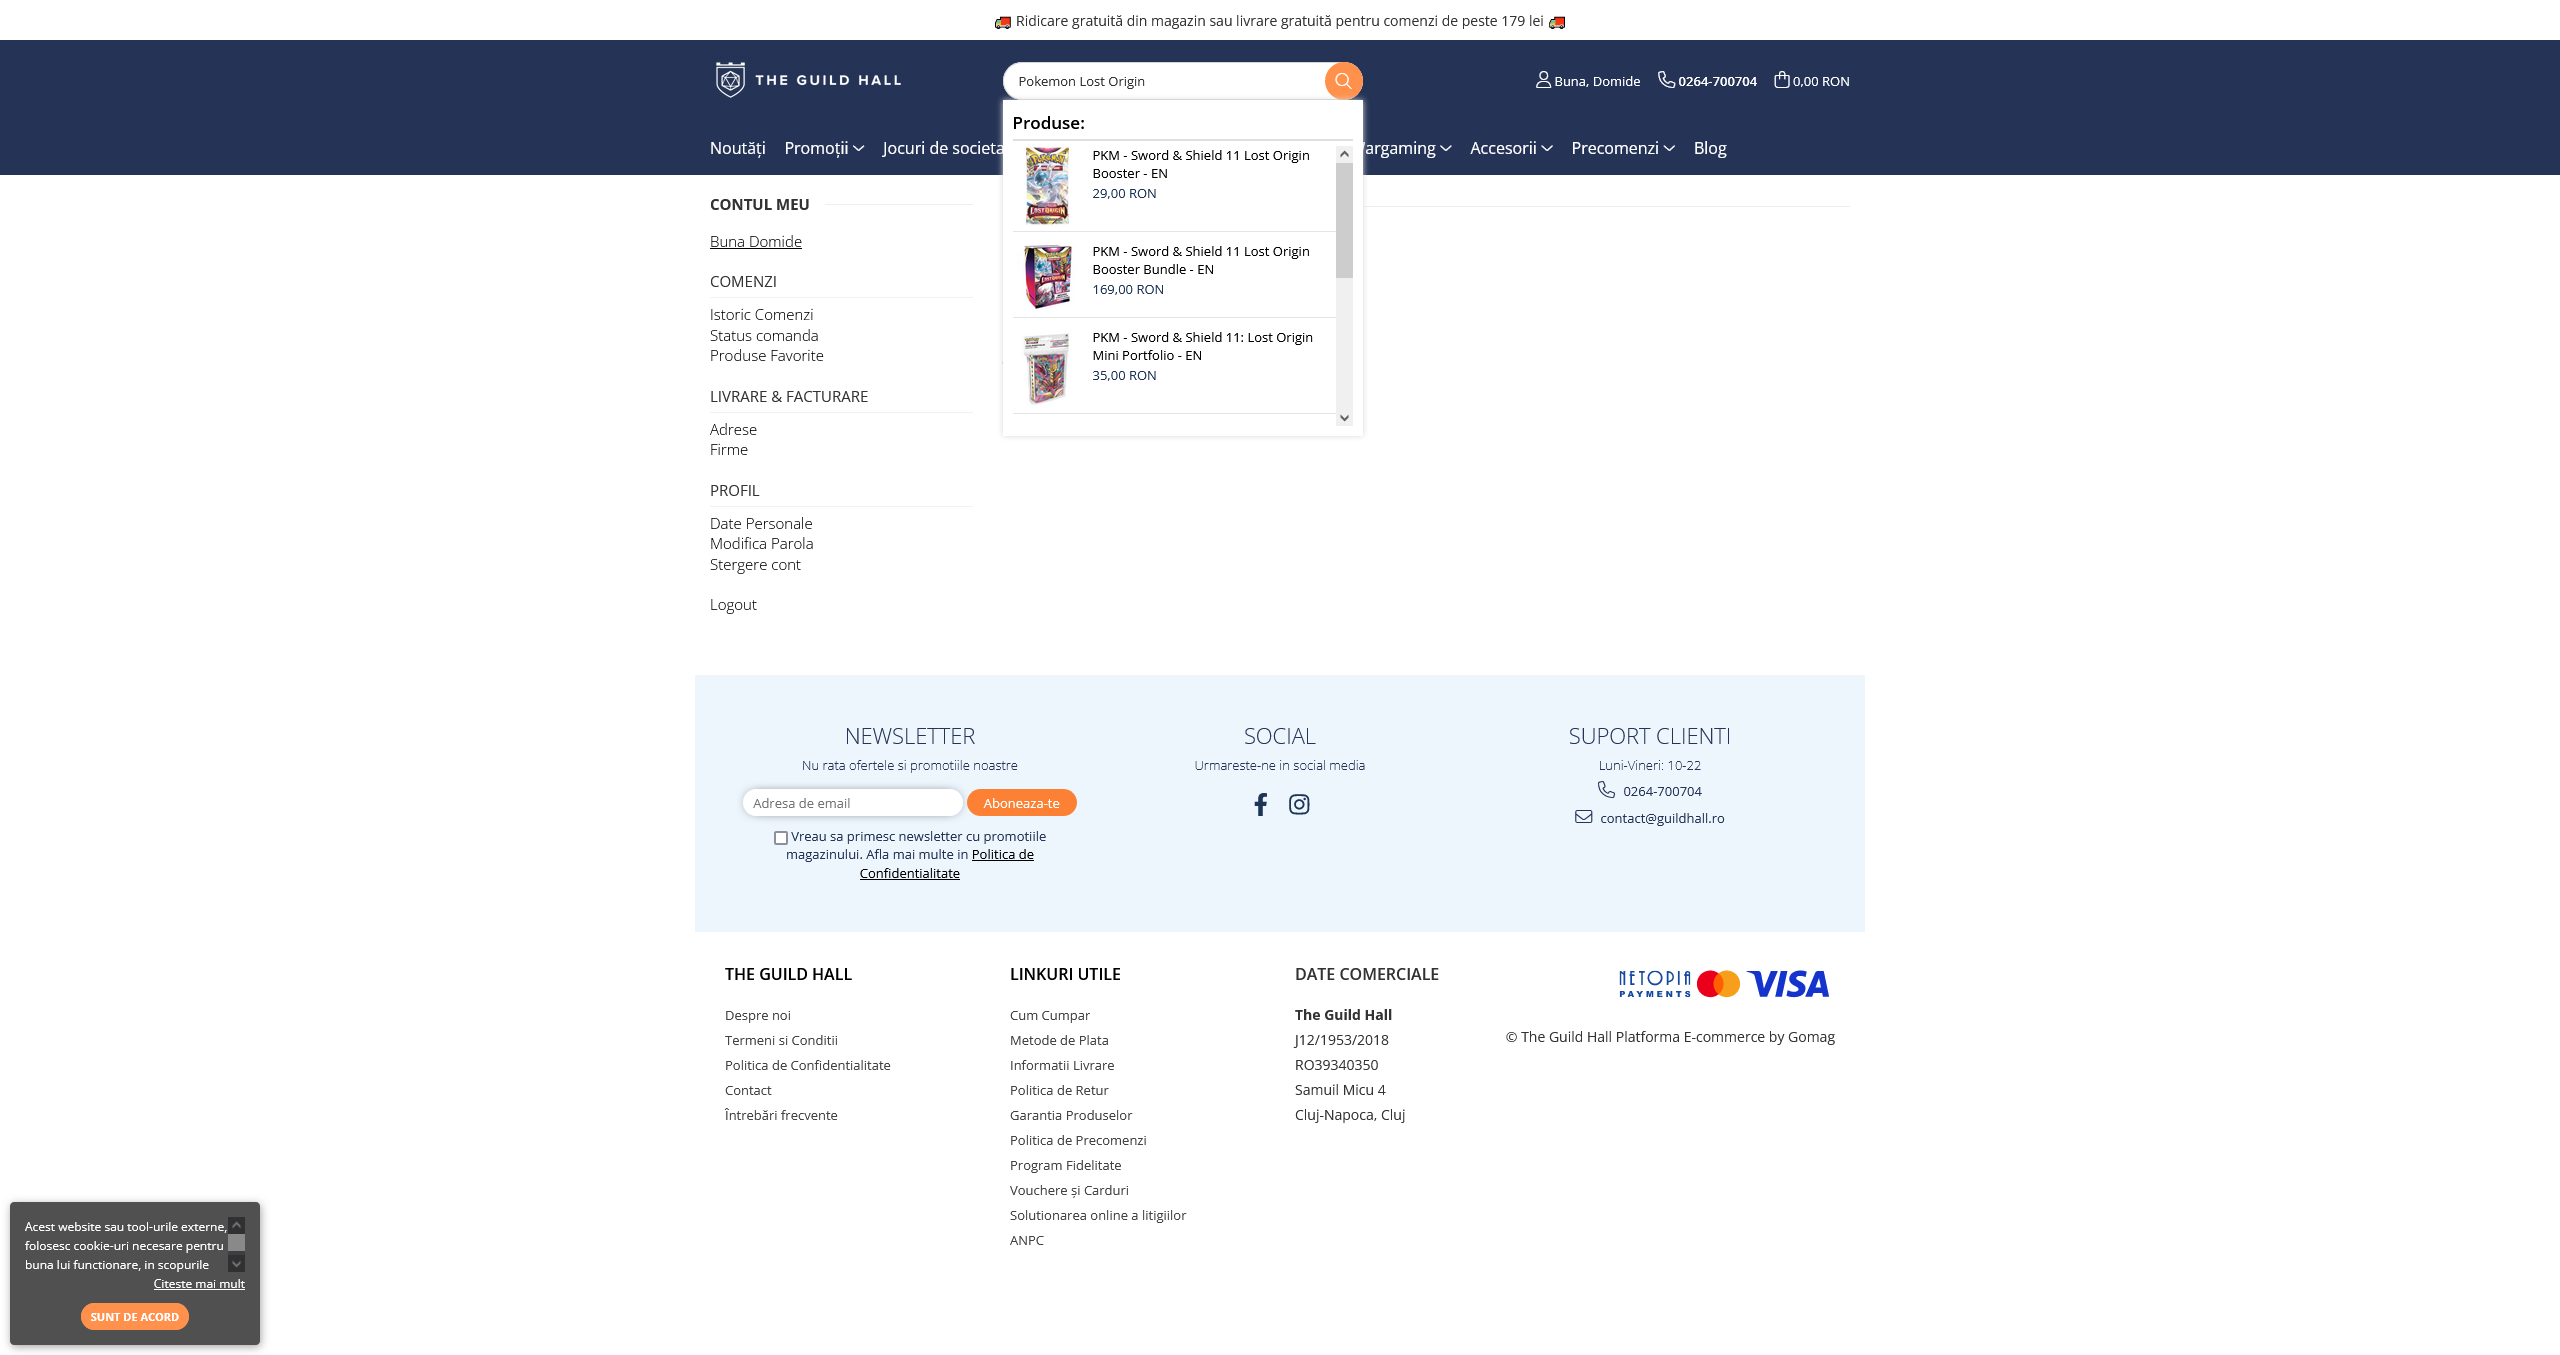 Ridicare gratuită din magazin sau livrare gratuită pentru comenzi de peste 179 lei
THE GUILD HALL
Pokemon Lost Origin
Buna, Domide
0264-700704
0,00 RON
Noutăți
Promoții
Jocuri de societa
argaming
Accesorii
Precomenzi
Blog
Produse:
PKM - Sword & Shield 11 Lost Origin
Booster - EN
29,00 RON
PKM - Sword & Shield 11 Lost Origin
Booster Bundle - EN
169,00 RON
PKM - Sword & Shield 11: Lost Origin
Mini Portfolio - EN
35,00 RON
CONTUL MEU
Buna Domide
COMENZI
Istoric Comenzi
Status comanda
Produse Favorite
LIVRARE & FACTURARE
Adrese
Firme
PROFIL
Date Personale
Modifica Parola
Stergere cont
Logout
NEWSLETTER
Nu rata ofertele si promotiile noastre
Adresa de email
Aboneaza-te
Vreau sa primesc newsletter cu promotiile
magazinului. Afla mai multe in Politica de
Confidentialitate
SOCIAL
Urmareste-ne in social media
SUPORT CLIENTI
Luni-Vineri: 10-22
0264-700704
contact@guildhall.ro
THE GUILD HALL
Despre noi
Termeni si Conditii
Politica de Confidentialitate
Contact
Întrebări frecvente
LINKURI UTILE
Cum Cumpar
Metode de Plata
Informatii Livrare
Politica de Retur
Garantia Produselor
Politica de Precomenzi
Program Fidelitate
Vouchere și Carduri
Solutionarea online a litigiilor
ANPC
DATE COMERCIALE
The Guild Hall
J12/1953/2018
RO39340350
Samuil Micu 4
Cluj-Napoca, Cluj
NETOPIA
PAYMENTS
VISA
© The Guild Hall Platforma E-commerce by Gomag
Acest website sau tool-urile externe,
folosesc cookie-uri necesare pentru
buna lui functionare, in scopurile
Citeste mai mult
SUNT DE ACORD